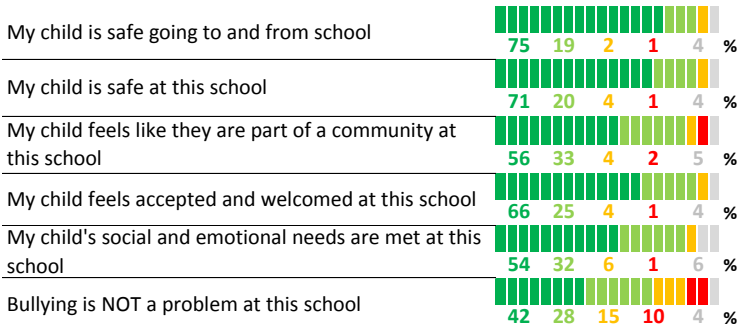 My child is safe going to and from school
75 19 2 1 4 %
My child is safe at this school
71 20 4 1 4 %
My child feels like they are part of a community at
this school
56 33 4 2 5 %
My child feels accepted and welcomed at this school
66 25 4 1 4 %
My child's social and emotional needs are met at this
school
54 32 6 1 6 %
Bullying is NOT a problem at this school
42 28 15 10 4 %